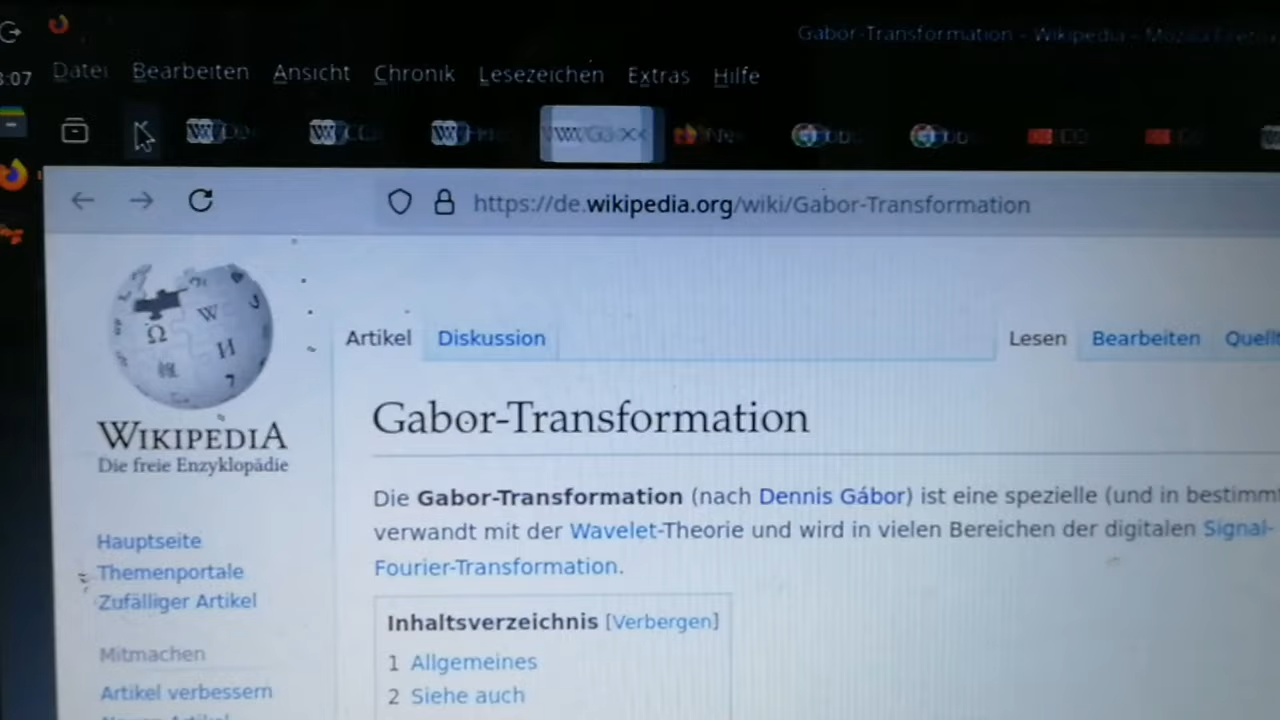 Gabor-Transformation - Wikipedia - Mozilla Firefox
Datei Bearbeiten Ansicht Chronik Lesezeichen Extras Hilfe
https://de.wikipedia.org/wiki/Gabor-Transformation
Artikel Diskussion Lesen Bearbeiten Quellt
Gabor-Transformation
WIKIPEDIA
Die freie Enzyklopädie
Die Gabor-Transformation (nach Dennis Gábor) ist eine spezielle (und in bestimmt
verwandt mit der Wavelet-Theorie und wird in vielen Bereichen der digitalen Signal-
Fourier-Transformation.
Hauptseite
Themenportale
Zufälliger Artikel
Inhaltsverzeichnis [Verbergen]
1 Allgemeines
2 Siehe auch
Mitmachen
Artikel verbessern